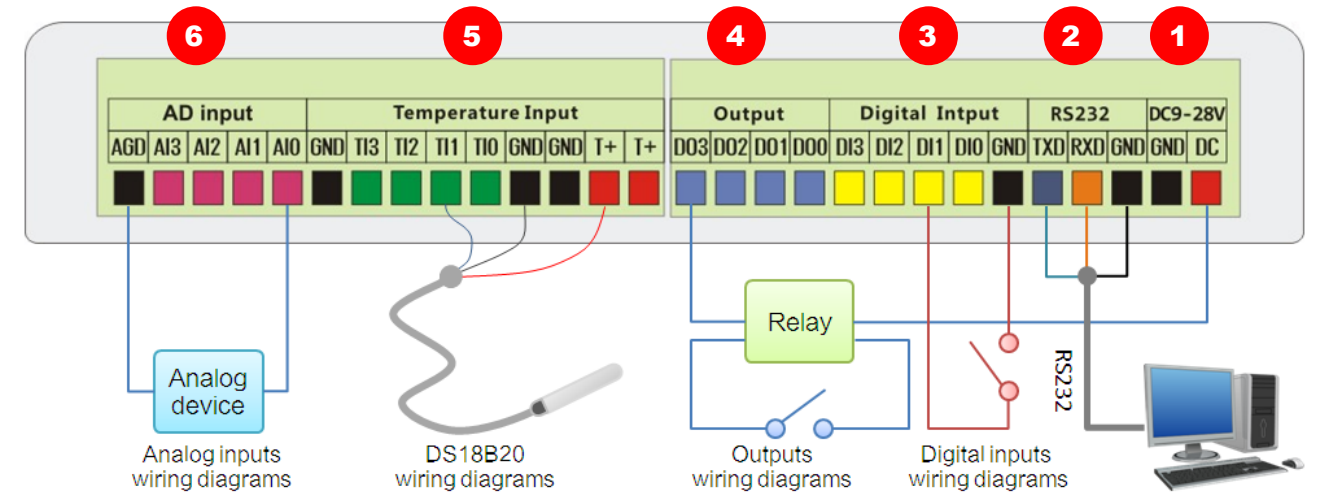 6 5 4 3 2 1
AD input Temperature Input Output Digital Intput RS232 DC9-28V
AGD AI3 AI2 AI1 AI0 GND TI3 TI2 TI1 TI0 GND GND T+ T+ DO3 DO2 DO1 DO0 DI3 DI2 DI1 DI0 GND TXD RXD GND GND DC
Relay
RS232
Analog
device
Analog inputs
wiring diagrams
DS18B20
wiring diagrams
Outputs
wiring diagrams
Digital inputs
wiring diagrams